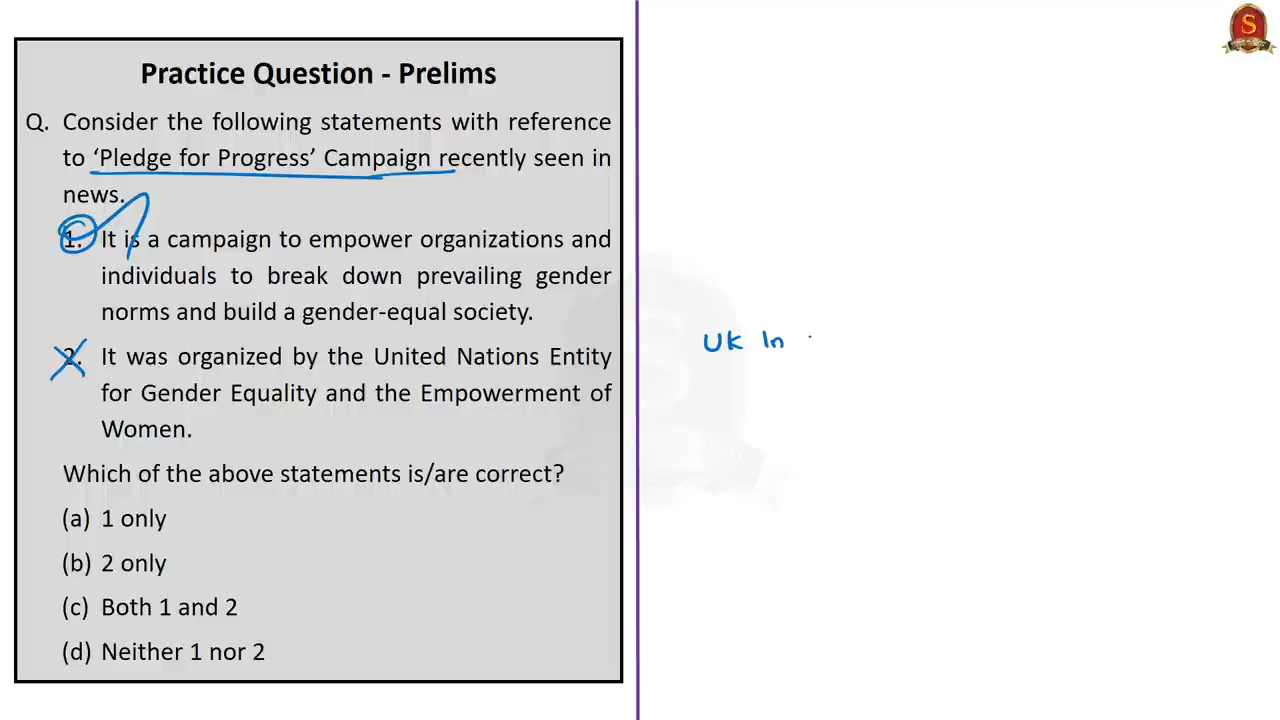 Practice Question - Prelims
Q. Consider the following statements with reference
to ‘Pledge for Progress’ Campaign recently seen in
news.
1. It is a campaign to empower organizations and
individuals to break down prevailing gender
norms and build a gender-equal society.
2. It was organized by the United Nations Entity
for Gender Equality and the Empowerment of
Women.
Which of the above statements is/are correct?
(a) 1 only
(b) 2 only
(c) Both 1 and 2
(d) Neither 1 nor 2
UK In
S